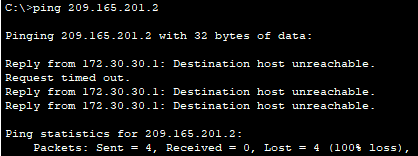 C:\>ping 209.165.201.2
Pinging 209.165.201.2 with 32 bytes of data:
Reply from 172.30.30.1: Destination host unreachable.
Request timed out.
Reply from 172.30.30.1: Destination host unreachable.
Reply from 172.30.30.1: Destination host unreachable.
Ping statistics for 209.165.201.2:
Packets: Sent = 4, Received = 0, Lost = 4 (100% loss),